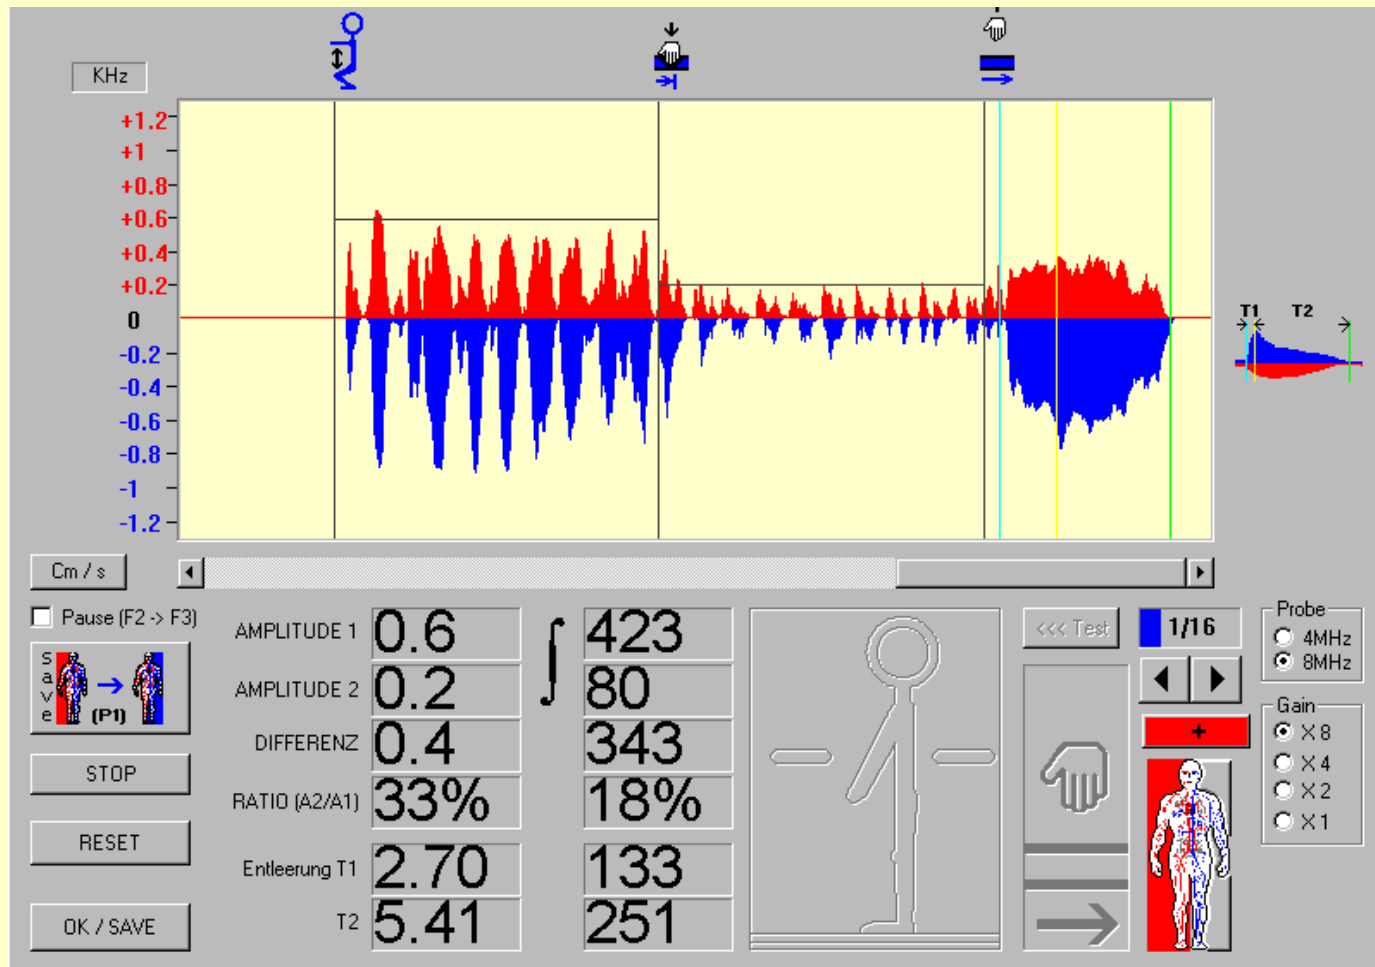 KHz
+1.2
+1
+0.8
+0.6
+0.4
+0.2
0
-0.2
-0.4
-0.6
-0.8
-1
-1.2
T1 T2
Cm / s
Pause (F2 -> F3)
Save
(P1)
STOP
RESET
OK / SAVE
AMPLITUDE 1 0.6 ∫ 423
AMPLITUDE 2 0.2 80
DIFFERENZ 0.4 343
RATIO (A2/A1) 33% 18%
Entleerung T1 2.70 133
T2 5.41 251
<<< Test
1/16
+
Probe
4MHz
8MHz
Gain
X 8
X 4
X 2
X 1